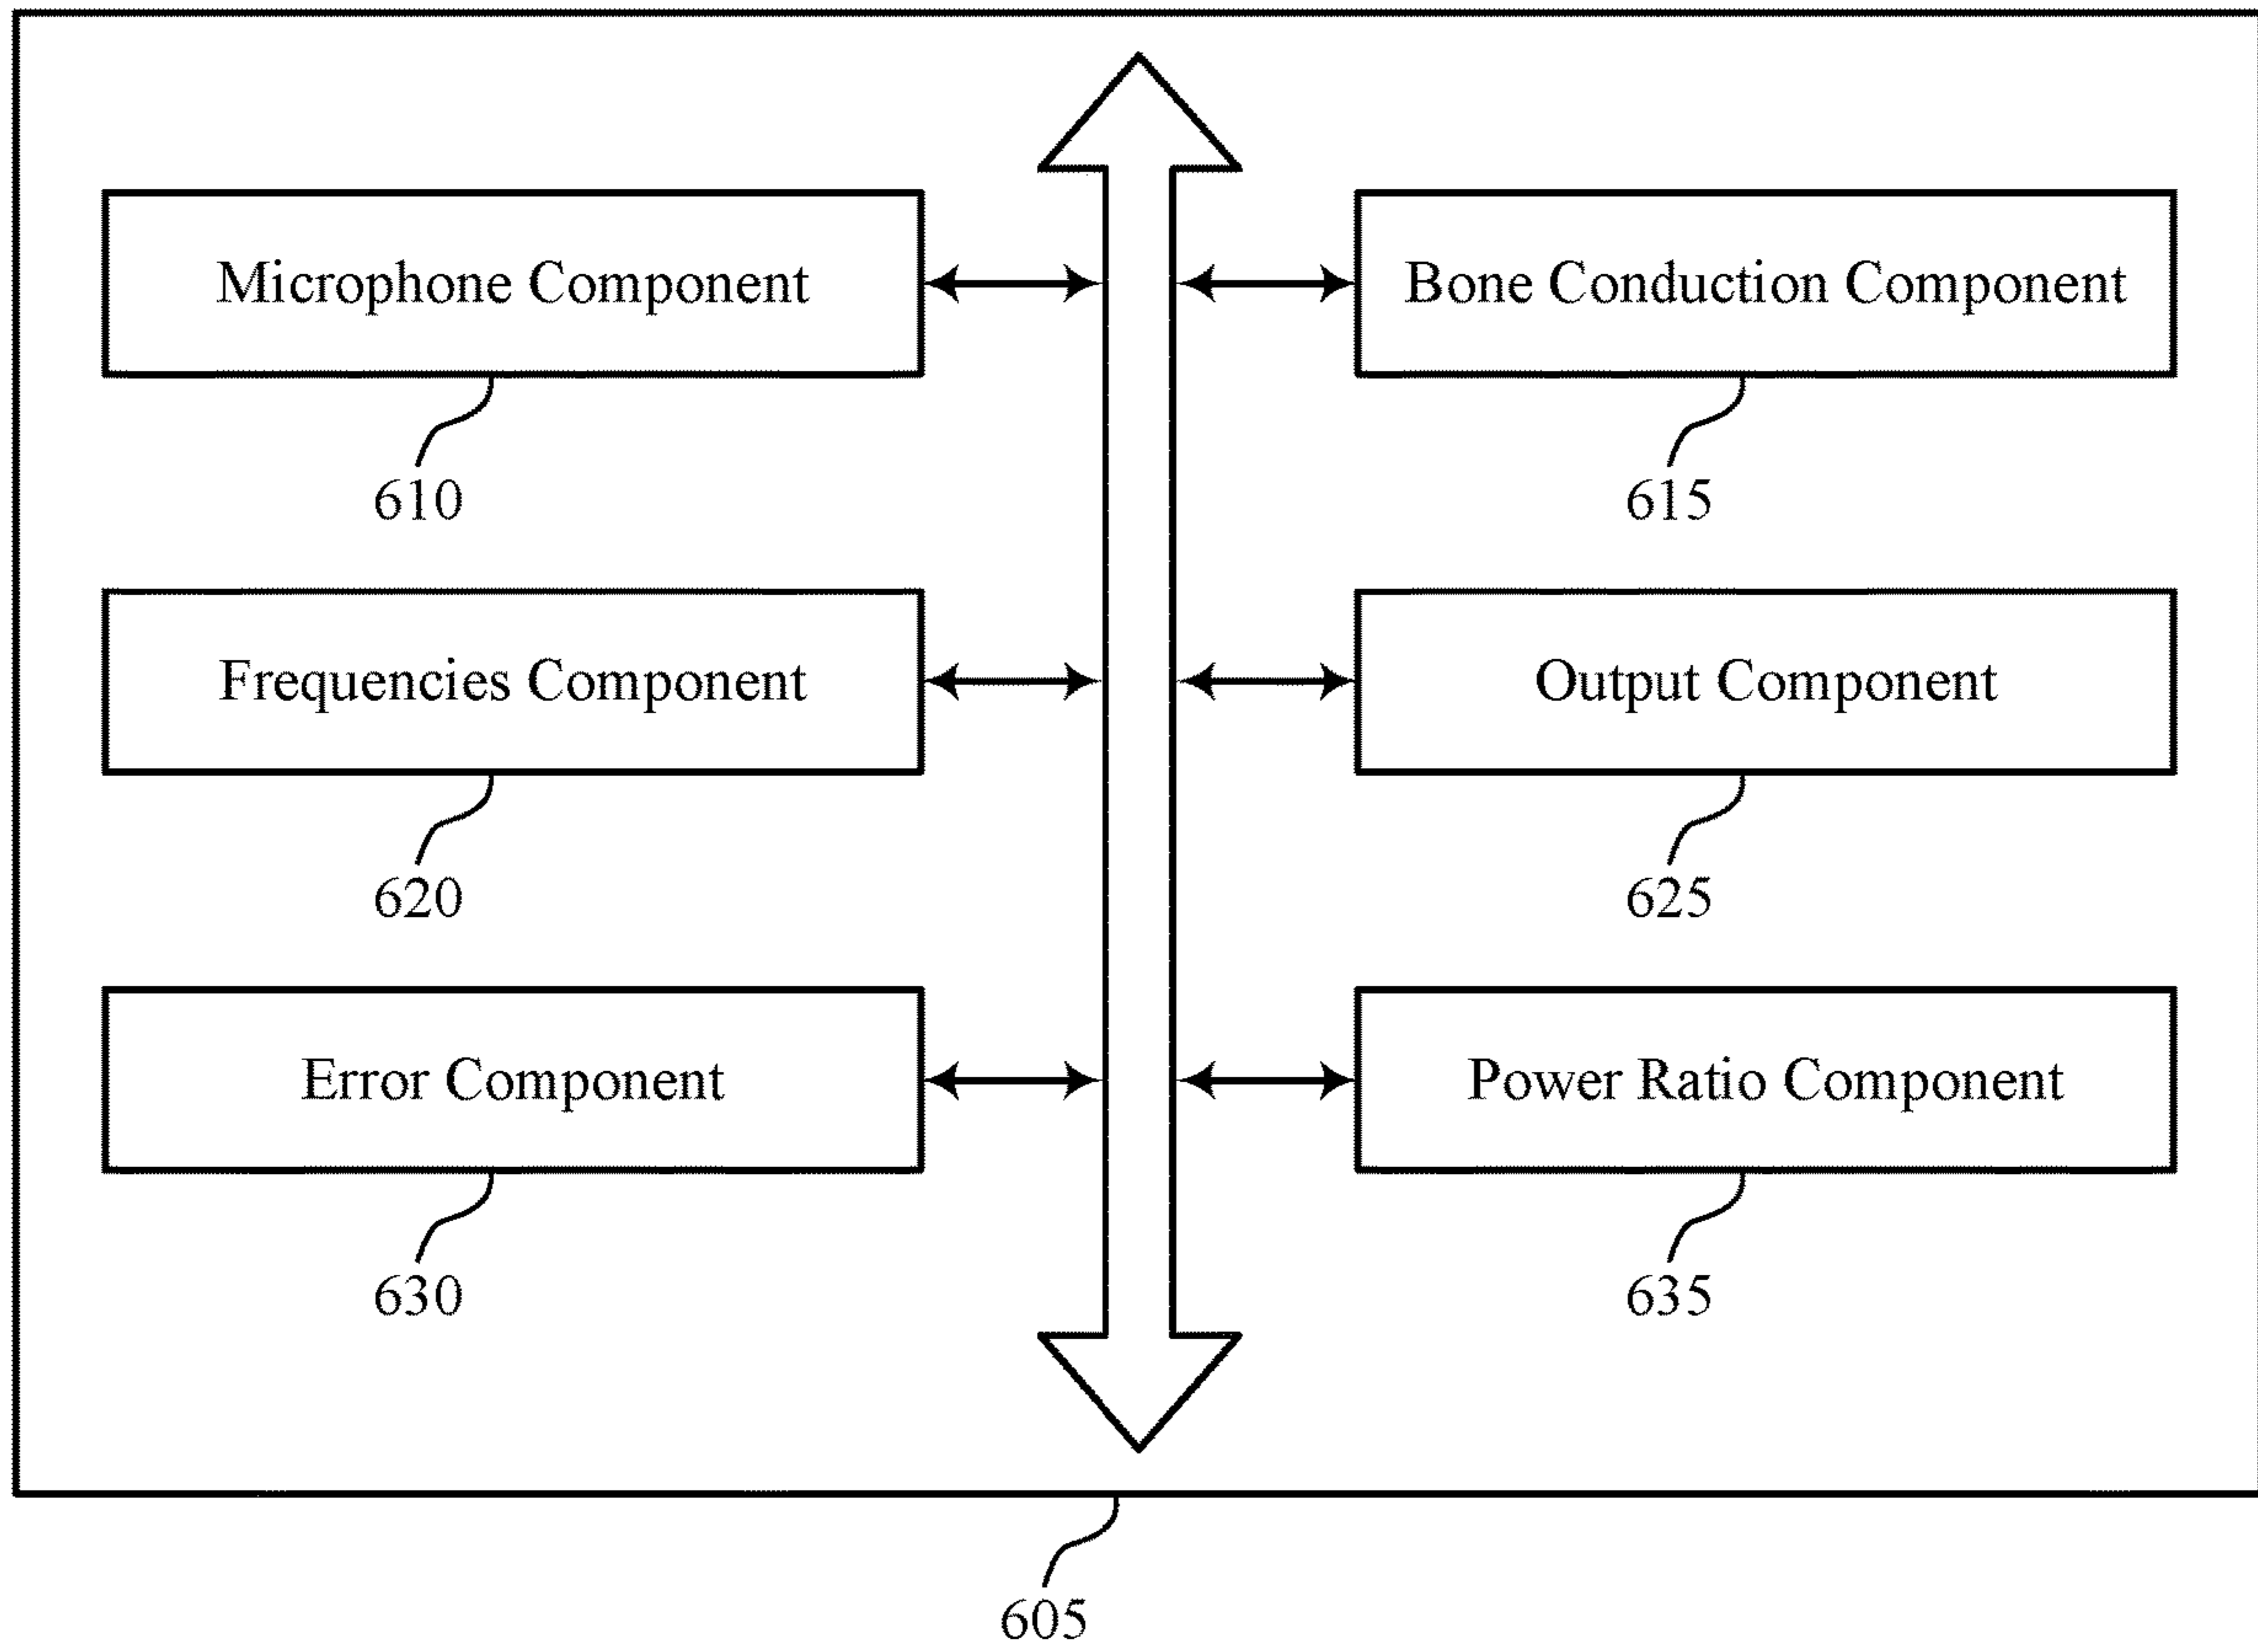 Microphone Component
Bone Conduction Component
610
615
Frequencies Component
Output Component
620
625
Error Component
Power Ratio Component
630
635
605